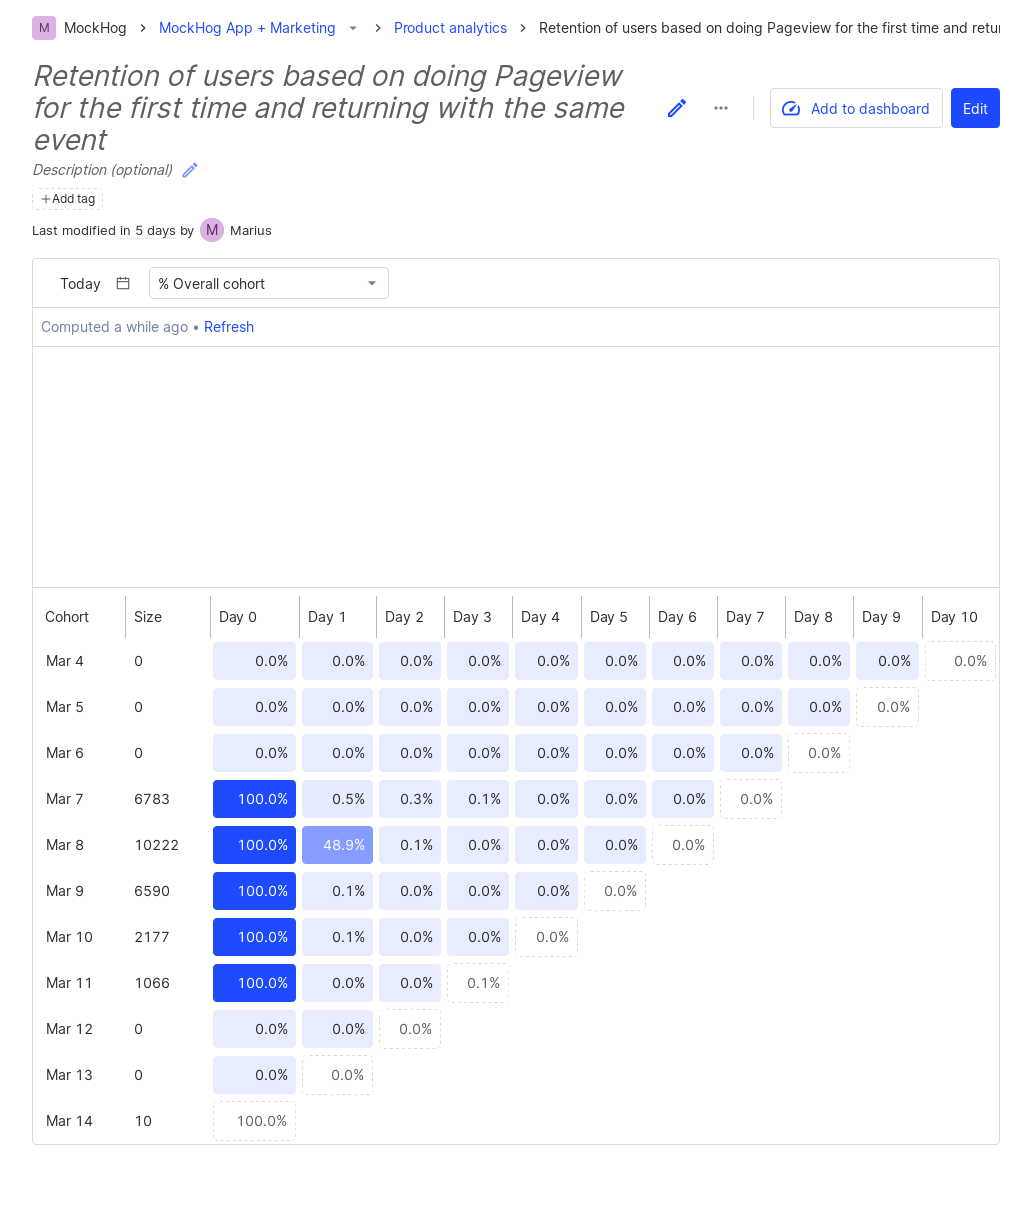 M MockHog > MockHog App + Marketing > Product analytics > Retention of users based on doing Pageview for the first time and retur
Retention of users based on doing Pageview
for the first time and returning with the same
event
Add to dashboard
Edit
Description (optional)
+Add tag
Last modified in 5 days by M Marius
Today % Overall cohort
Computed a while ago • Refresh
Cohort Size Day 0 Day 1 Day 2 Day 3 Day 4 Day 5 Day 6 Day 7 Day 8 Day 9 Day 10
Mar 4 0 0.0% 0.0% 0.0% 0.0% 0.0% 0.0% 0.0% 0.0% 0.0% 0.0% 0.0%
Mar 5 0 0.0% 0.0% 0.0% 0.0% 0.0% 0.0% 0.0% 0.0% 0.0% 0.0%
Mar 6 0 0.0% 0.0% 0.0% 0.0% 0.0% 0.0% 0.0% 0.0% 0.0%
Mar 7 6783 100.0% 0.5% 0.3% 0.1% 0.0% 0.0% 0.0% 0.0%
Mar 8 10222 100.0% 48.9% 0.1% 0.0% 0.0% 0.0% 0.0%
Mar 9 6590 100.0% 0.1% 0.0% 0.0% 0.0% 0.0%
Mar 10 2177 100.0% 0.1% 0.0% 0.0% 0.0%
Mar 11 1066 100.0% 0.0% 0.0% 0.1%
Mar 12 0 0.0% 0.0% 0.0%
Mar 13 0 0.0% 0.0%
Mar 14 10 100.0%